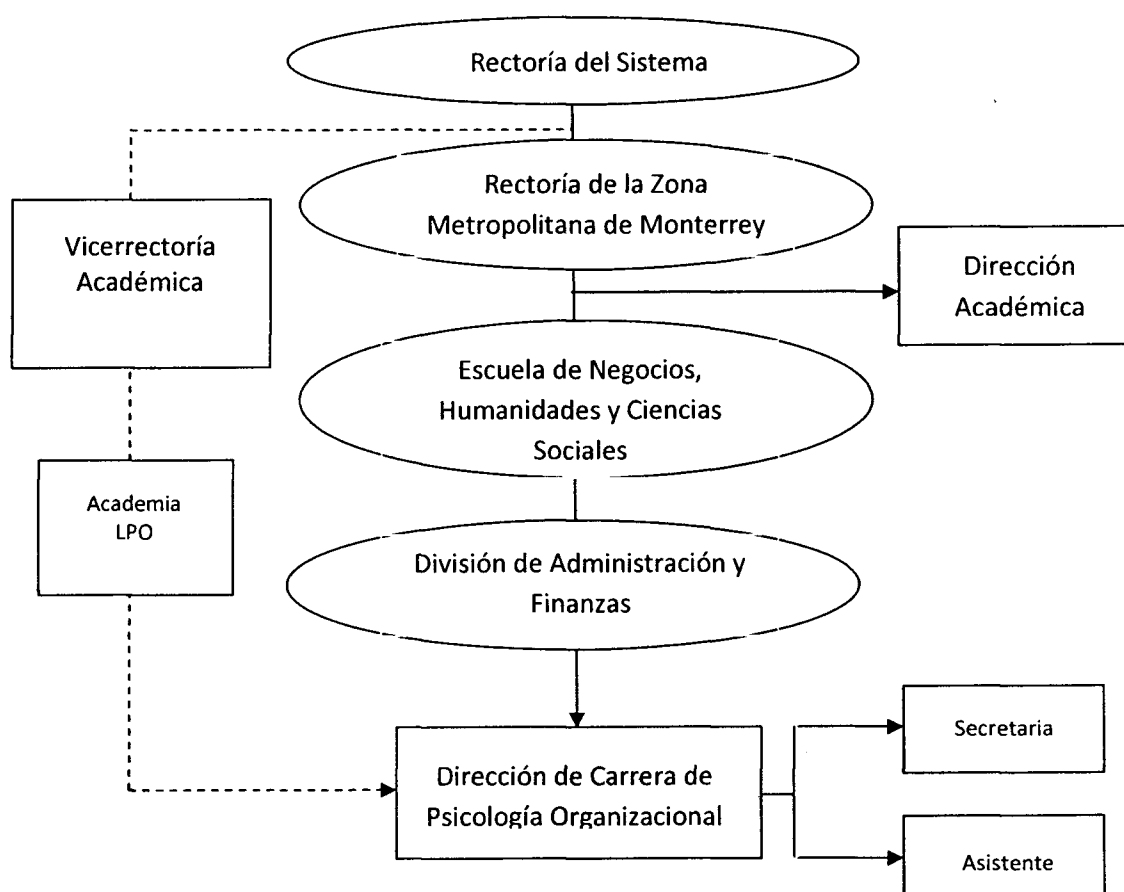 Rectoría del Sistema
Rectoría de la Zona
Metropolitana de Monterrey
Vicerrectoría
Académica
Dirección
Académica
Escuela de Negocios,
Humanidades y Ciencias
Sociales
Academia
LPO
División de Administración y
Finanzas
Secretaria
Dirección de Carrera de
Psicología Organizacional
Asistente